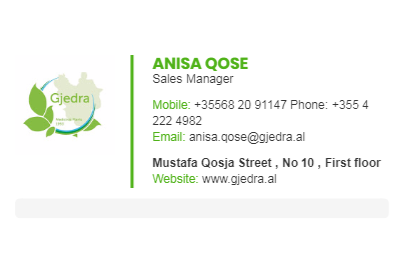 Gjedra
ANISA QOSE
Sales Manager
Mobile: +35568 20 91147 Phone: +355 4
222 4982
Email: anisa.qose@gjedra.al
Mustafa Qosja Street , No 10 , First floor
Website: www.gjedra.al